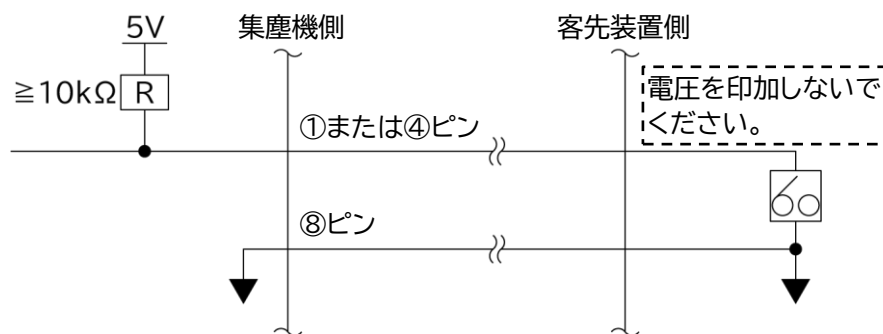 5V
集塵機側
客先装置側
≧10kΩ
R
電圧を印加しないで
ください。
①または④ピン
⑧ピン